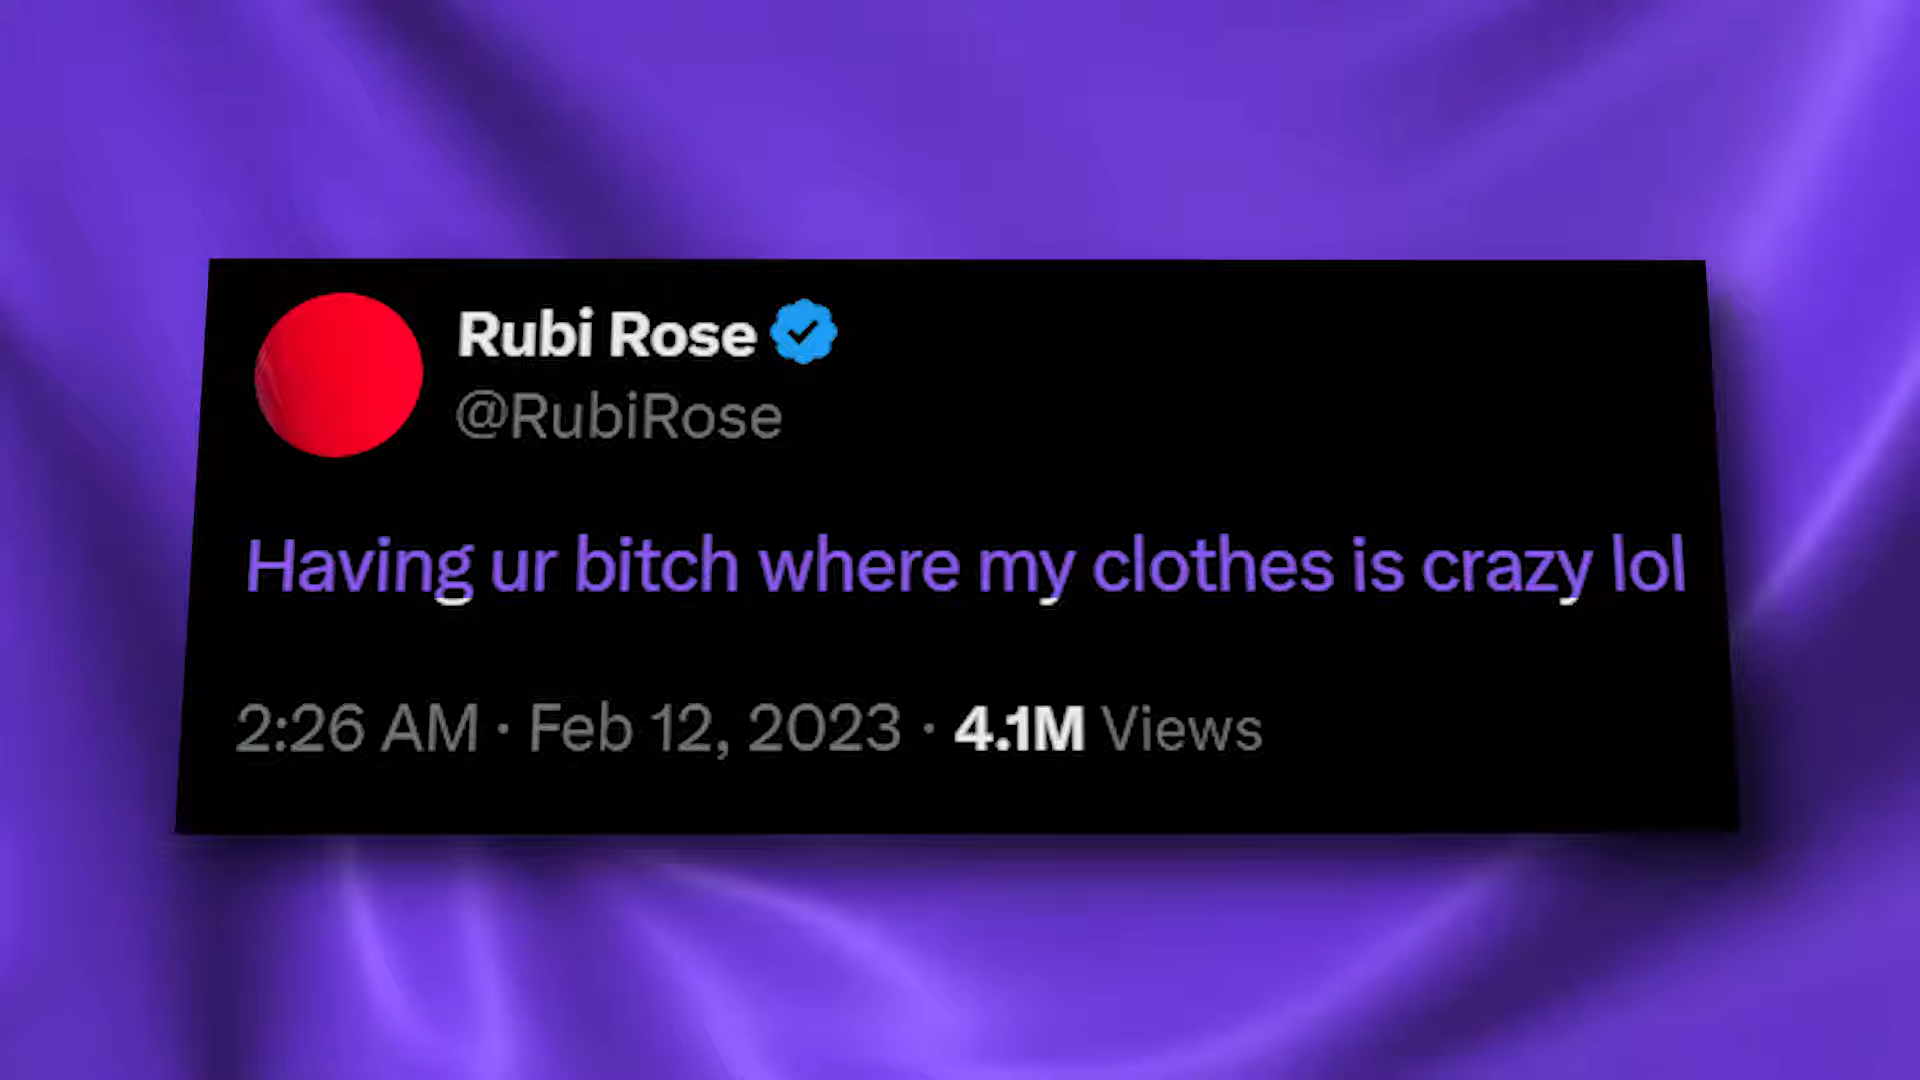 Rubi Rose
@RubiRose
Having ur bitch where my clothes is crazy lol
2:26 AM · Feb 12, 2023 · 4.1M Views